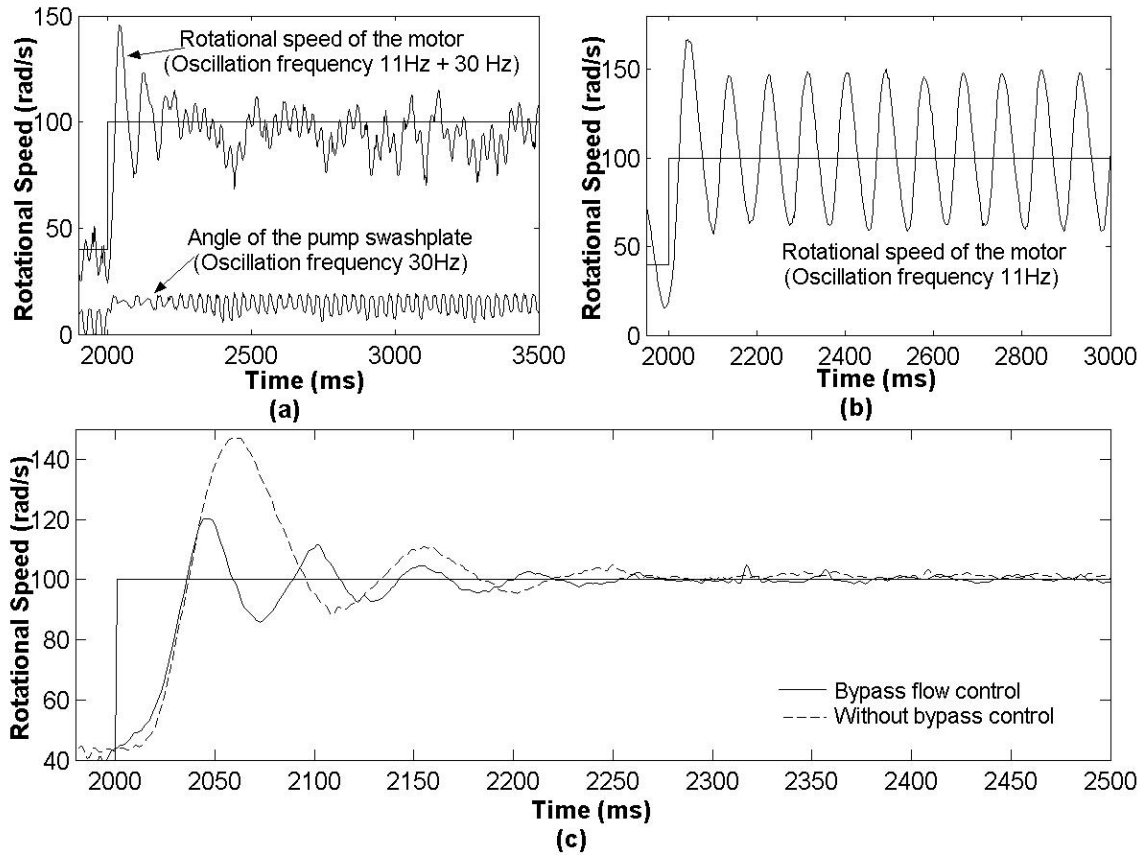 150
100
50
0
Rotational Speed (rad/s)
Rotational speed of the motor
(Oscillation frequency 11Hz + 30 Hz)
Angle of the pump swashplate
(Oscillation frequency 30Hz)
2000 2500 3000 3500
Time (ms)
(a)
150
100
50
0
Rotational Speed (rad/s)
Rotational speed of the motor
(Oscillation frequency 11Hz)
2000 2200 2400 2600 2800 3000
Time (ms)
(b)
140
120
100
80
60
40
Rotational Speed (rad/s)
Bypass flow control
Without bypass control
2000 2050 2100 2150 2200 2250 2300 2350 2400 2450 2500
Time (ms)
(c)